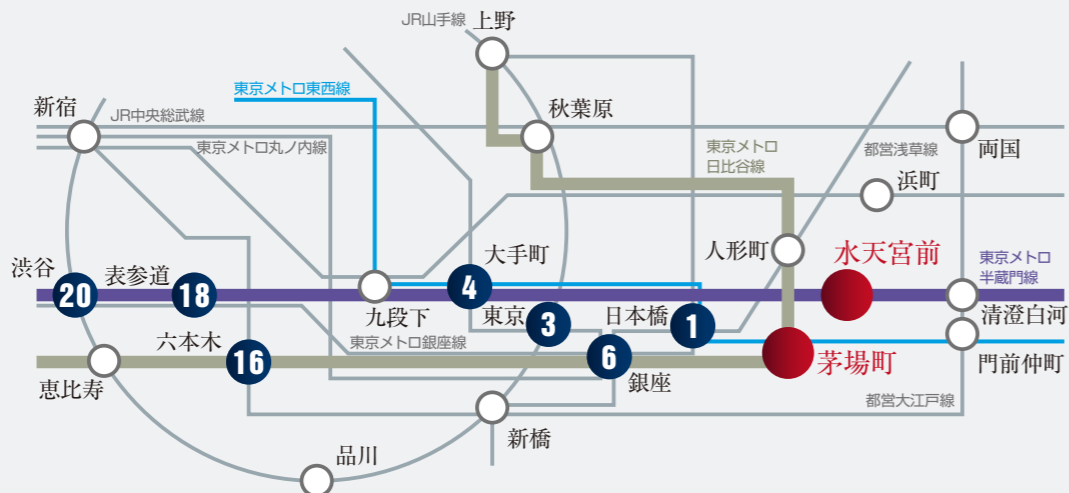 JR山手線
上野
東京メトロ東西線
新宿
JR中央総武線
秋葉原
東京メトロ丸ノ内線
東京メトロ
日比谷線
都営浅草線
両国
浜町
人形町
大手町
水天宮前
東京メトロ
半蔵門線
渋谷
表参道
20
18
4
九段下
東京
3
日本橋
1
清澄白河
六本木
16
東京メトロ銀座線
6
銀座
茅場町
門前仲町
恵比寿
都営大江戸線
新橋
品川